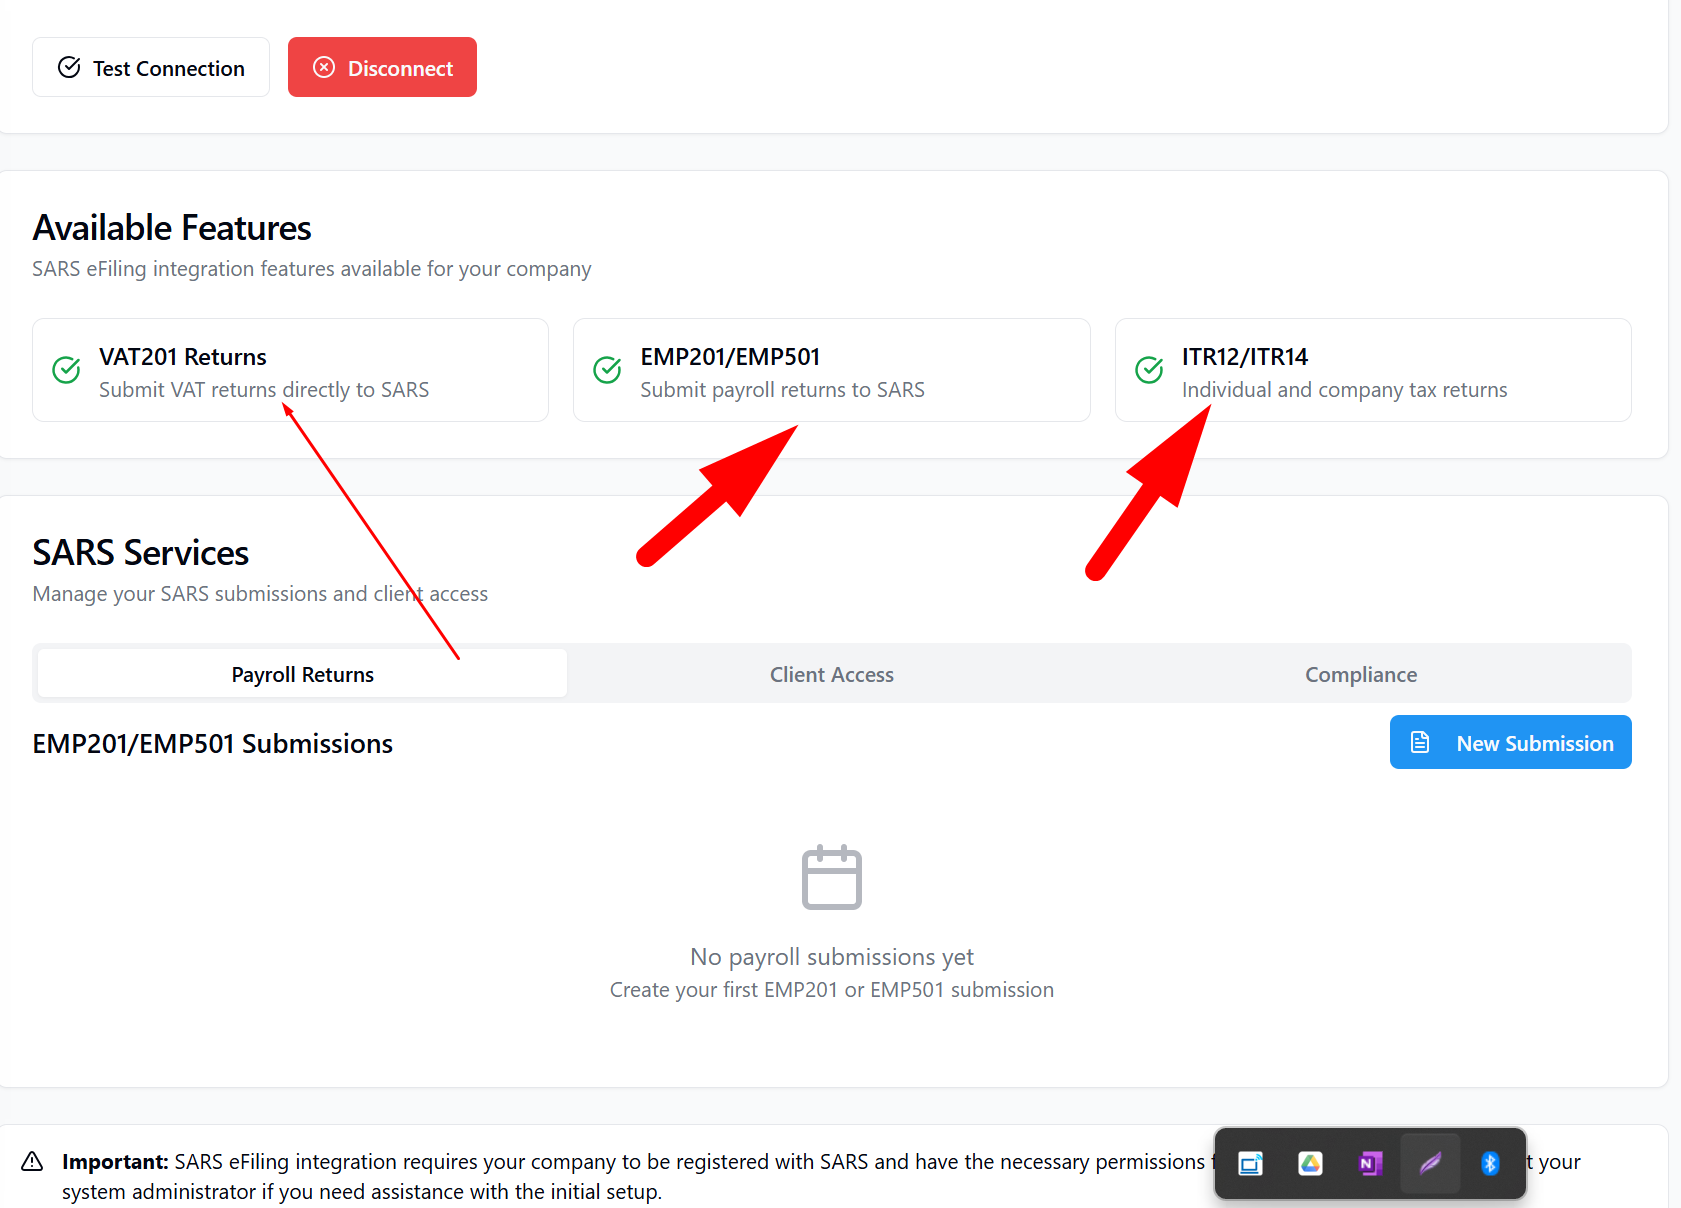 Test Connection
Disconnect
Available Features
SARS eFiling integration features available for your company
VAT201 Returns
Submit VAT returns directly to SARS
EMP201/EMP501
Submit payroll returns to SARS
ITR12/ITR14
Individual and company tax returns
SARS Services
Manage your SARS submissions and client access
Payroll Returns
Client Access
Compliance
EMP201/EMP501 Submissions
New Submission
No payroll submissions yet
Create your first EMP201 or EMP501 submission
Important: SARS eFiling integration requires your company to be registered with SARS and have the necessary permissions your
system administrator if you need assistance with the initial setup.
N